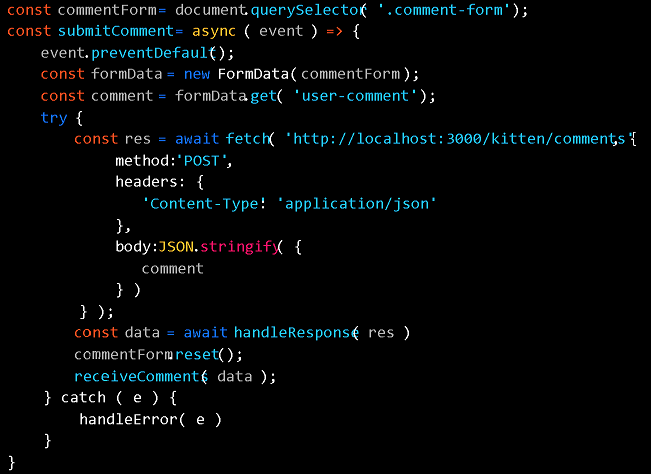 const commentForm= document.querySelector( '.comment-form');
const submitComment= async ( event ) => {
    event.preventDefault();
    const formData = new FormData(commentForm);
    const comment = formData.get( 'user-comment');
    try {
        const res = await fetch( 'http://localhost:3000/kitten/comments', {
            method:'POST',
            headers: {
                'Content-Type': 'application/json'
            },
            body:JSON.stringify( {
                comment
            } )
        } );
        const data = await handleResponse( res )
        commentForm.reset();
        receiveComments( data );
    } catch ( e ) {
        handleError( e )
    }
}